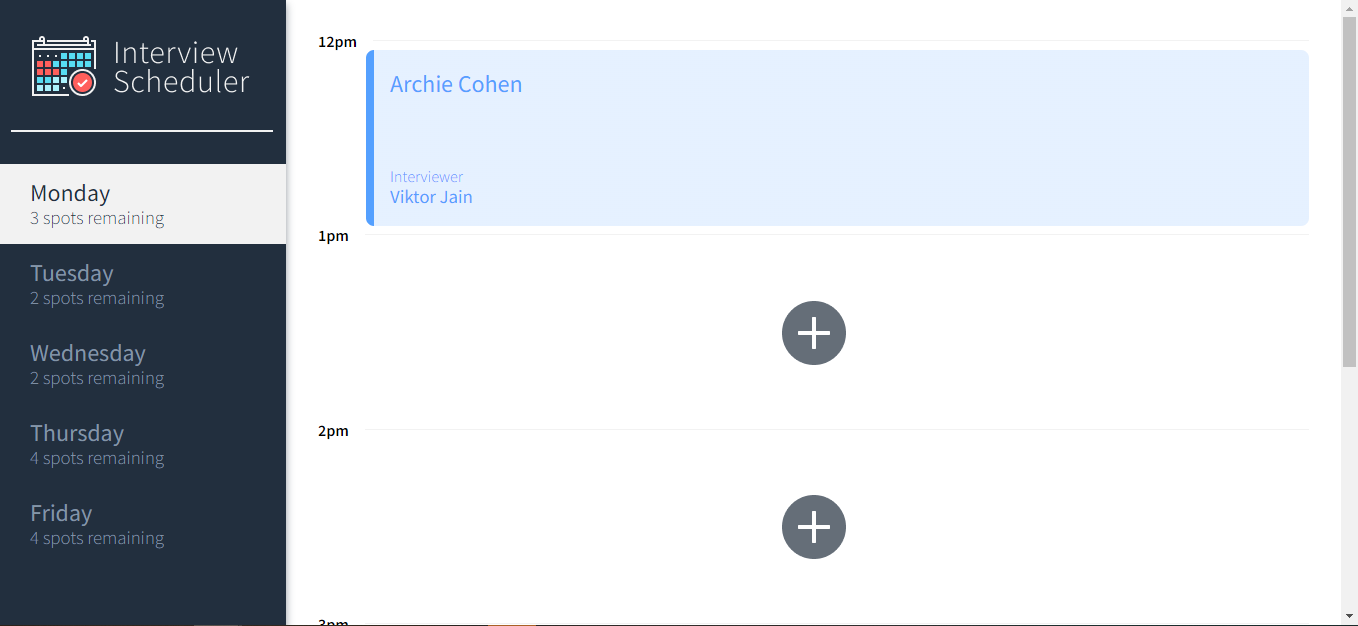 Interview
Scheduler
Monday
3 spots remaining
Tuesday
2 spots remaining
Wednesday
2 spots remaining
Thursday
4 spots remaining
Friday
4 spots remaining
12pm
Archie Cohen
Interviewer
Viktor Jain
1pm
2pm
3pm